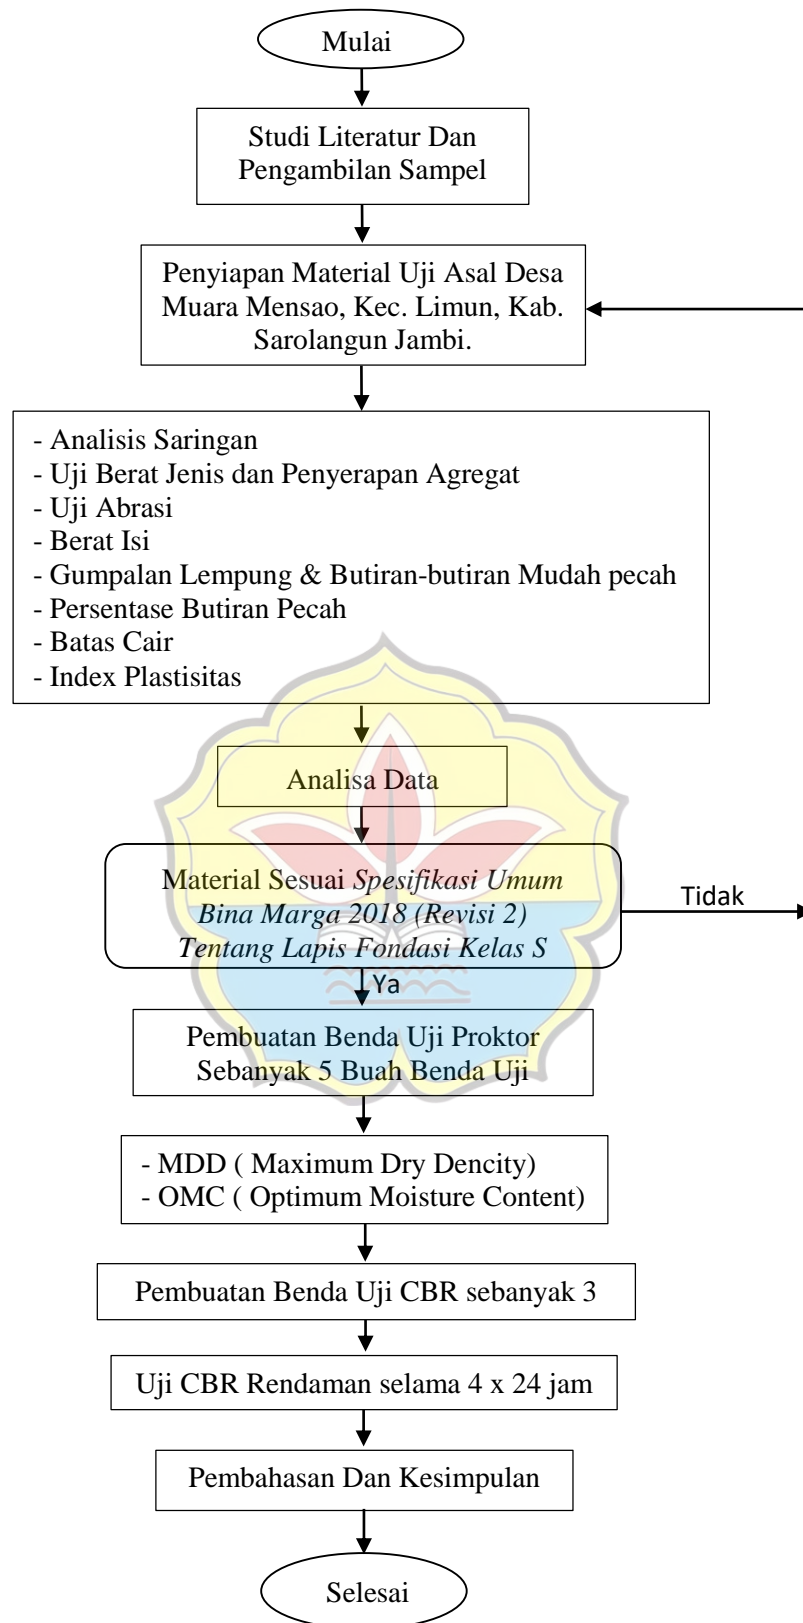 Mulai
Studi Literatur Dan
Pengambilan Sampel
Penyiapan Material Uji Asal Desa
Muara Mensao, Kec. Limun, Kab.
Sarolangun Jambi.
- Analisis Saringan
- Uji Berat Jenis dan Penyerapan Agregat
- Uji Abrasi
- Berat Isi
- Gumpalan Lempung & Butiran-butiran Mudah pecah
- Persentase Butiran Pecah
- Batas Cair
- Index Plastisitas
Analisa Data
Material Sesuai Spesifikasi Umum
Bina Marga 2018 (Revisi 2)
Tentang Lapis Fondasi Kelas S
Tidak
Ya
Pembuatan Benda Uji Proktor
Sebanyak 5 Buah Benda Uji
- MDD ( Maximum Dry Dencity)
- OMC ( Optimum Moisture Content)
Pembuatan Benda Uji CBR sebanyak 3
Uji CBR Rendaman selama 4 x 24 jam
Pembahasan Dan Kesimpulan
Selesai